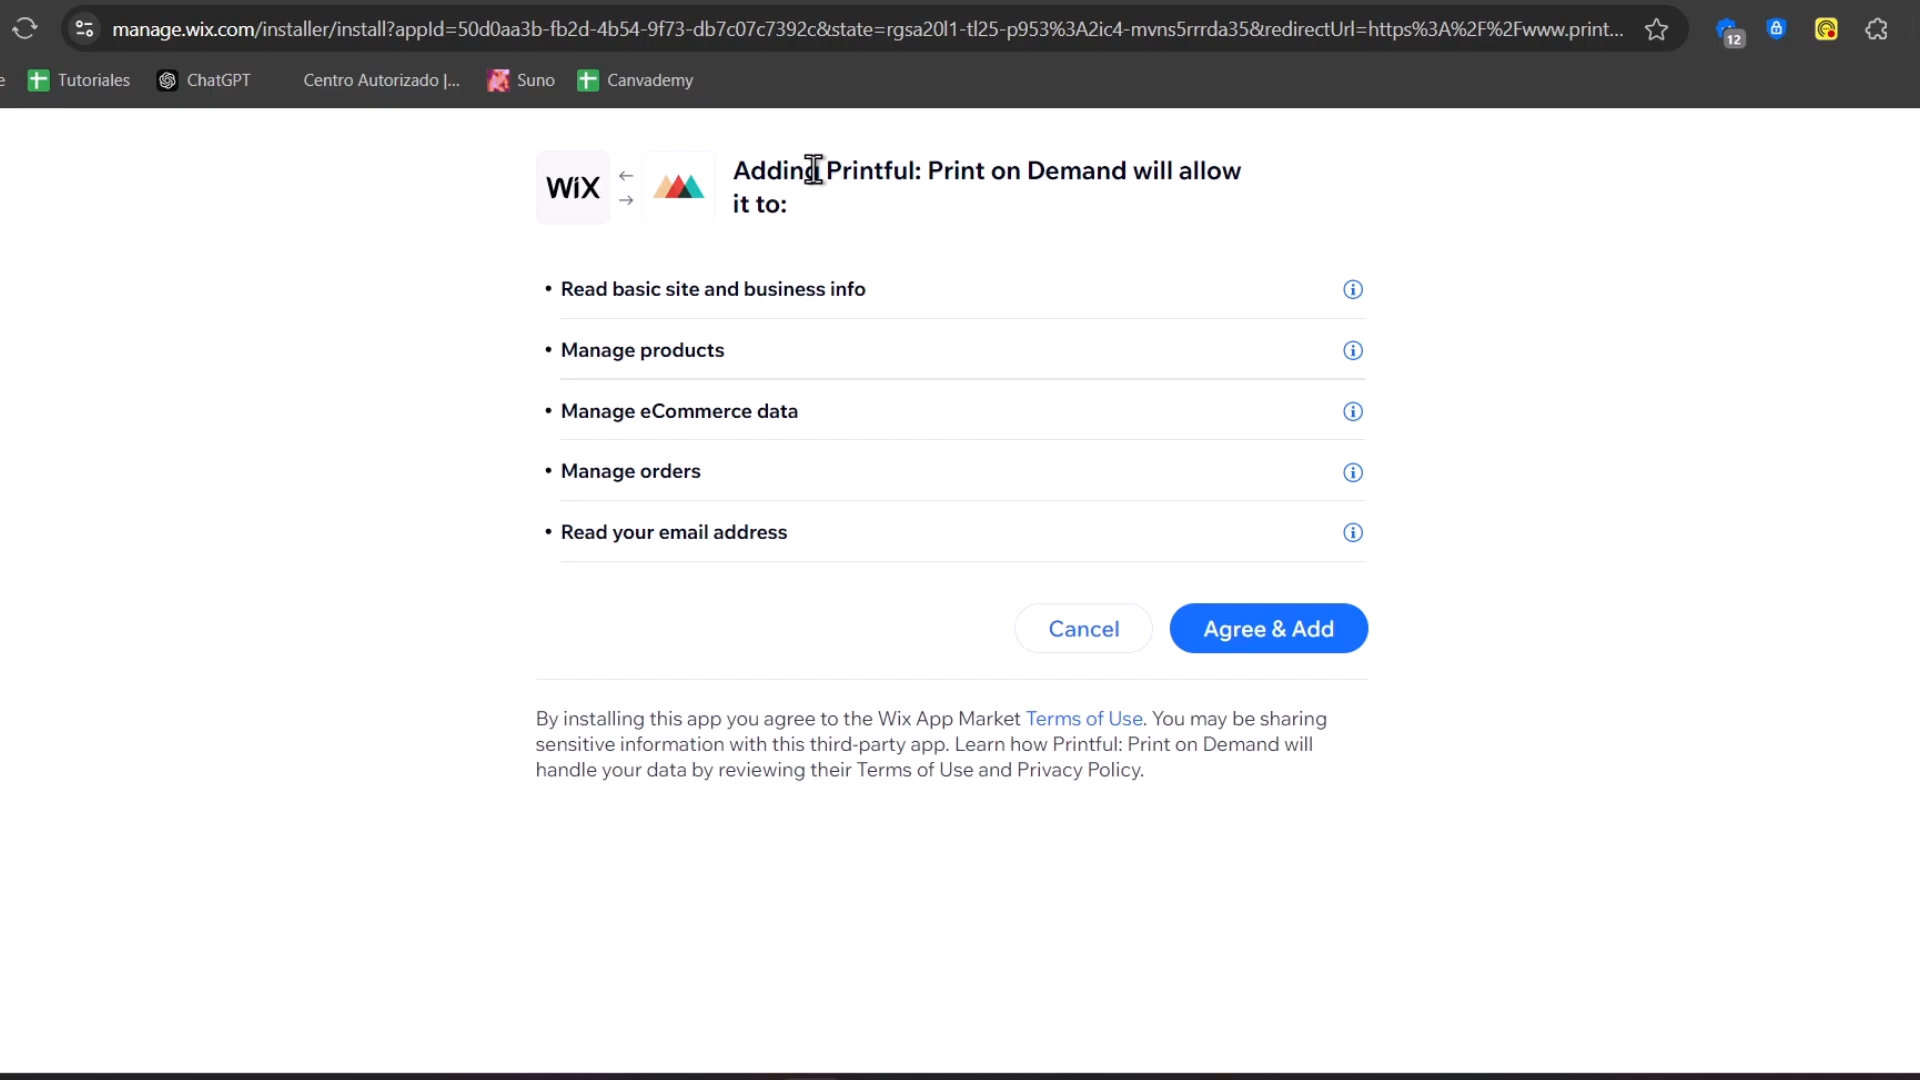 manage.wix.com/installer/install?appId=50d0aa3b-fb2d-4b54-9f73-db7c07c7392c&state=rgsa20l1-tl25-p953%3A2ic4-mvns5rrrda35&redirectUrl=https%3A%2F%2Fwww.print...
12
e Tutoriales ChatGPT Centro Autorizado |... Suno Canvademy
WiX
Adding Printful: Print on Demand will allow
it to:
• Read basic site and business info
• Manage products
• Manage eCommerce data
• Manage orders
• Read your email address
Cancel Agree & Add
By installing this app you agree to the Wix App Market Terms of Use. You may be sharing
sensitive information with this third-party app. Learn how Printful: Print on Demand will
handle your data by reviewing their Terms of Use and Privacy Policy.